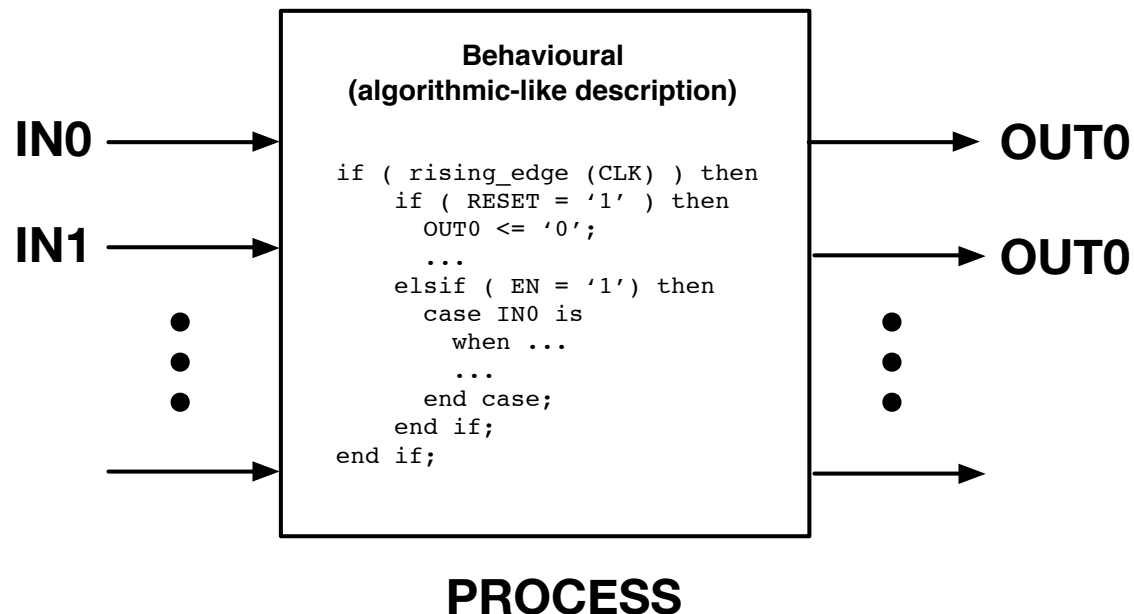 Behavioural
(algorithmic-like description)
IN0
OUT0
if ( rising_edge (CLK) ) then
if ( RESET = ‘1’ ) then
OUT0 <= ‘0’;
...
IN1
OUT0
elsif ( EN = ‘1’) then
case IN0 is
when ...
...
end case;
end if;
end if;
PROCESS